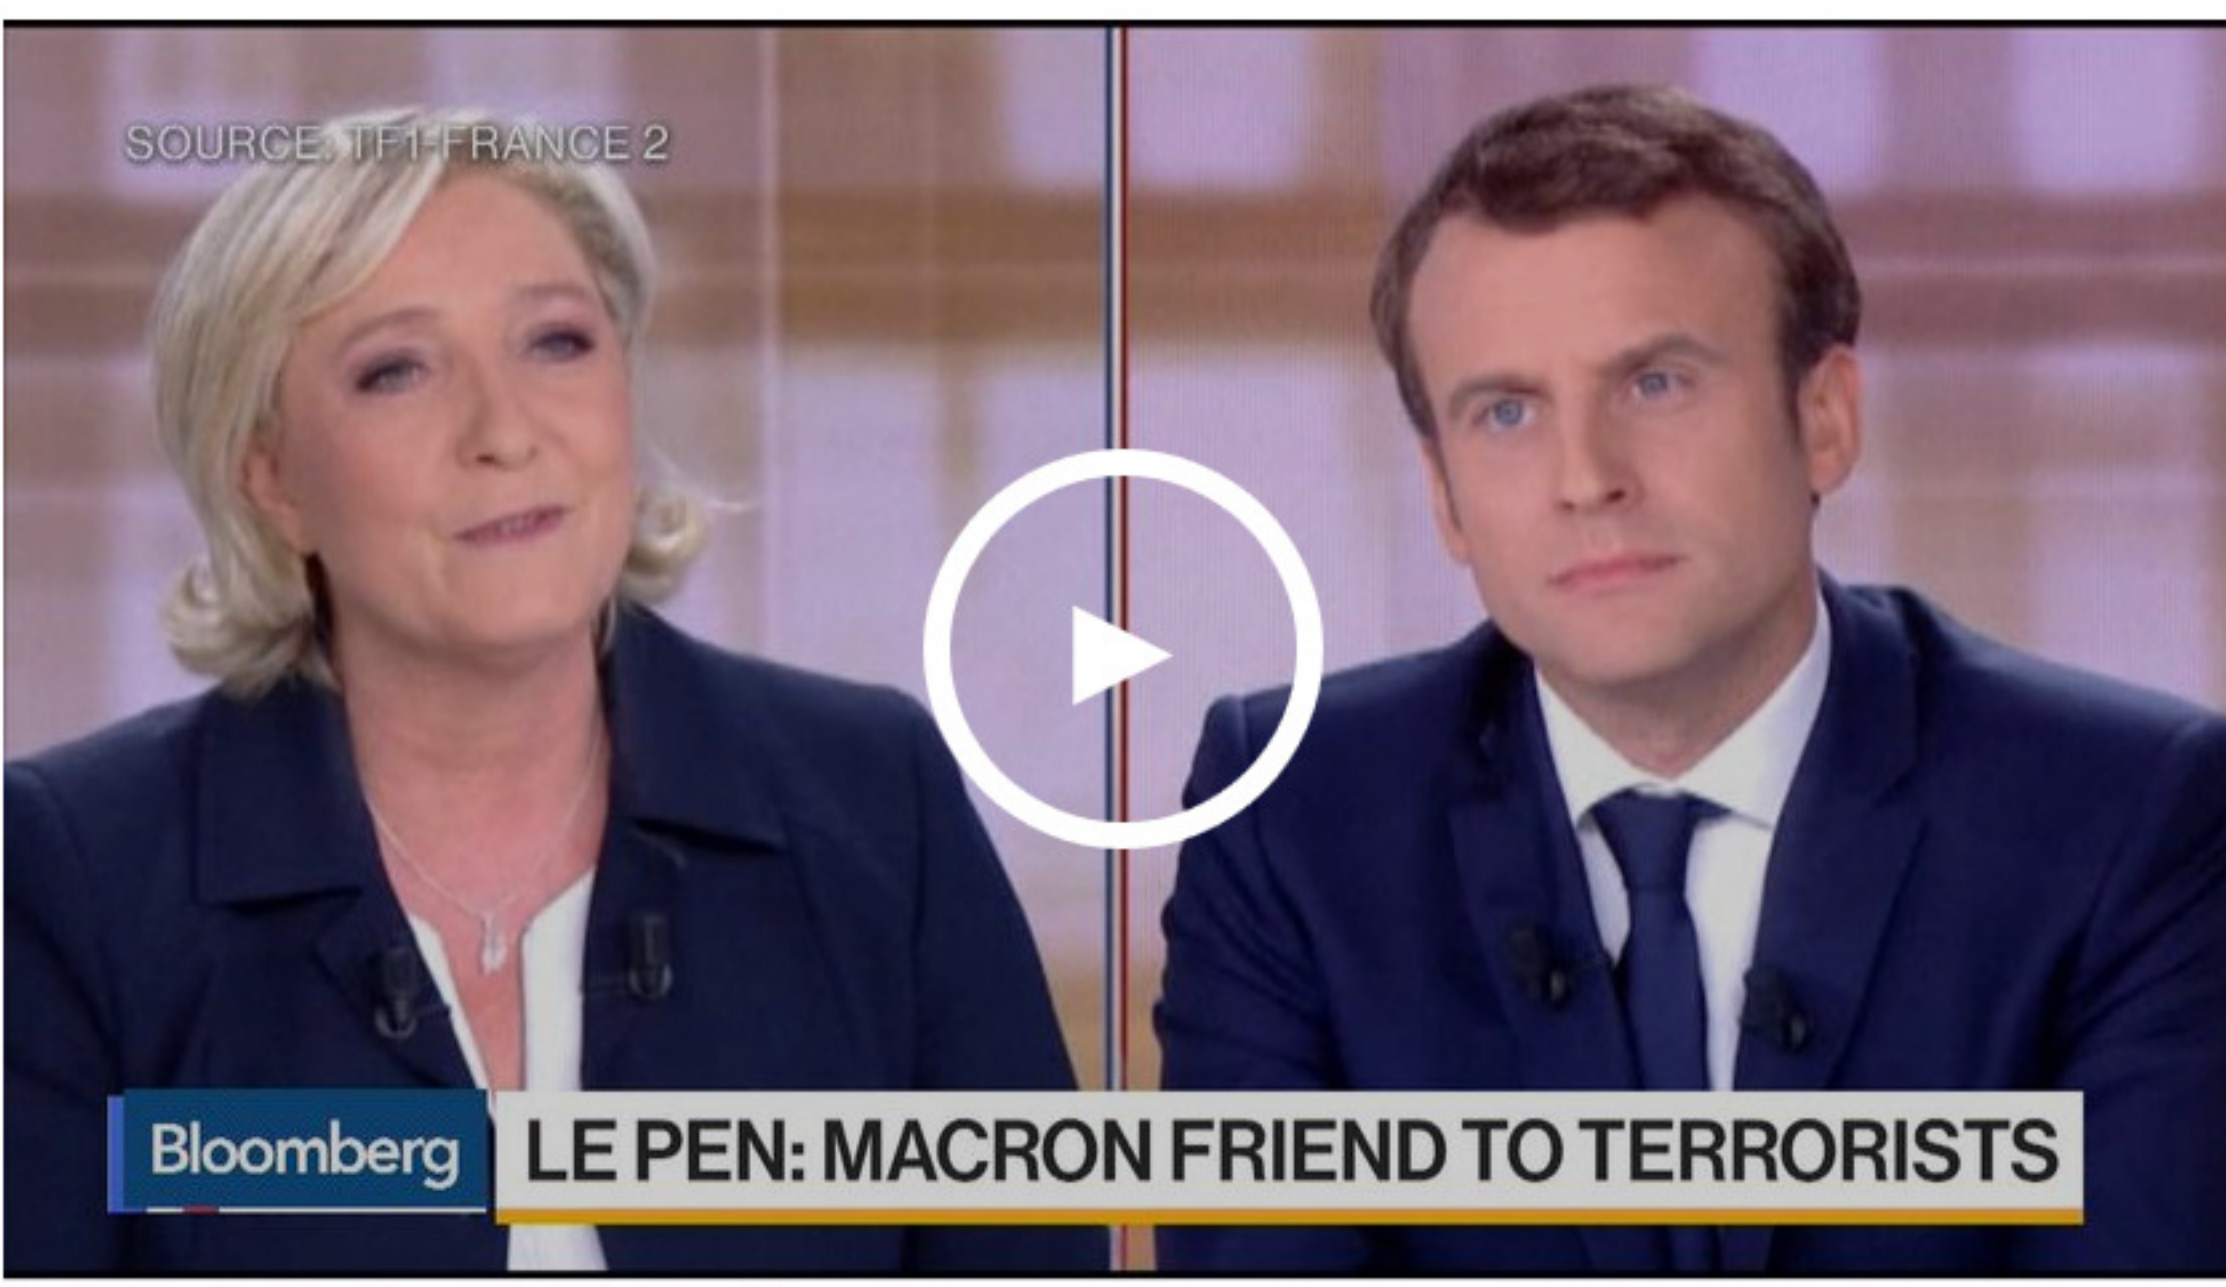 SOURCE: TF1-FRANCE 2
Bloomberg
LE PEN: MACRON FRIEND TO TERRORISTS